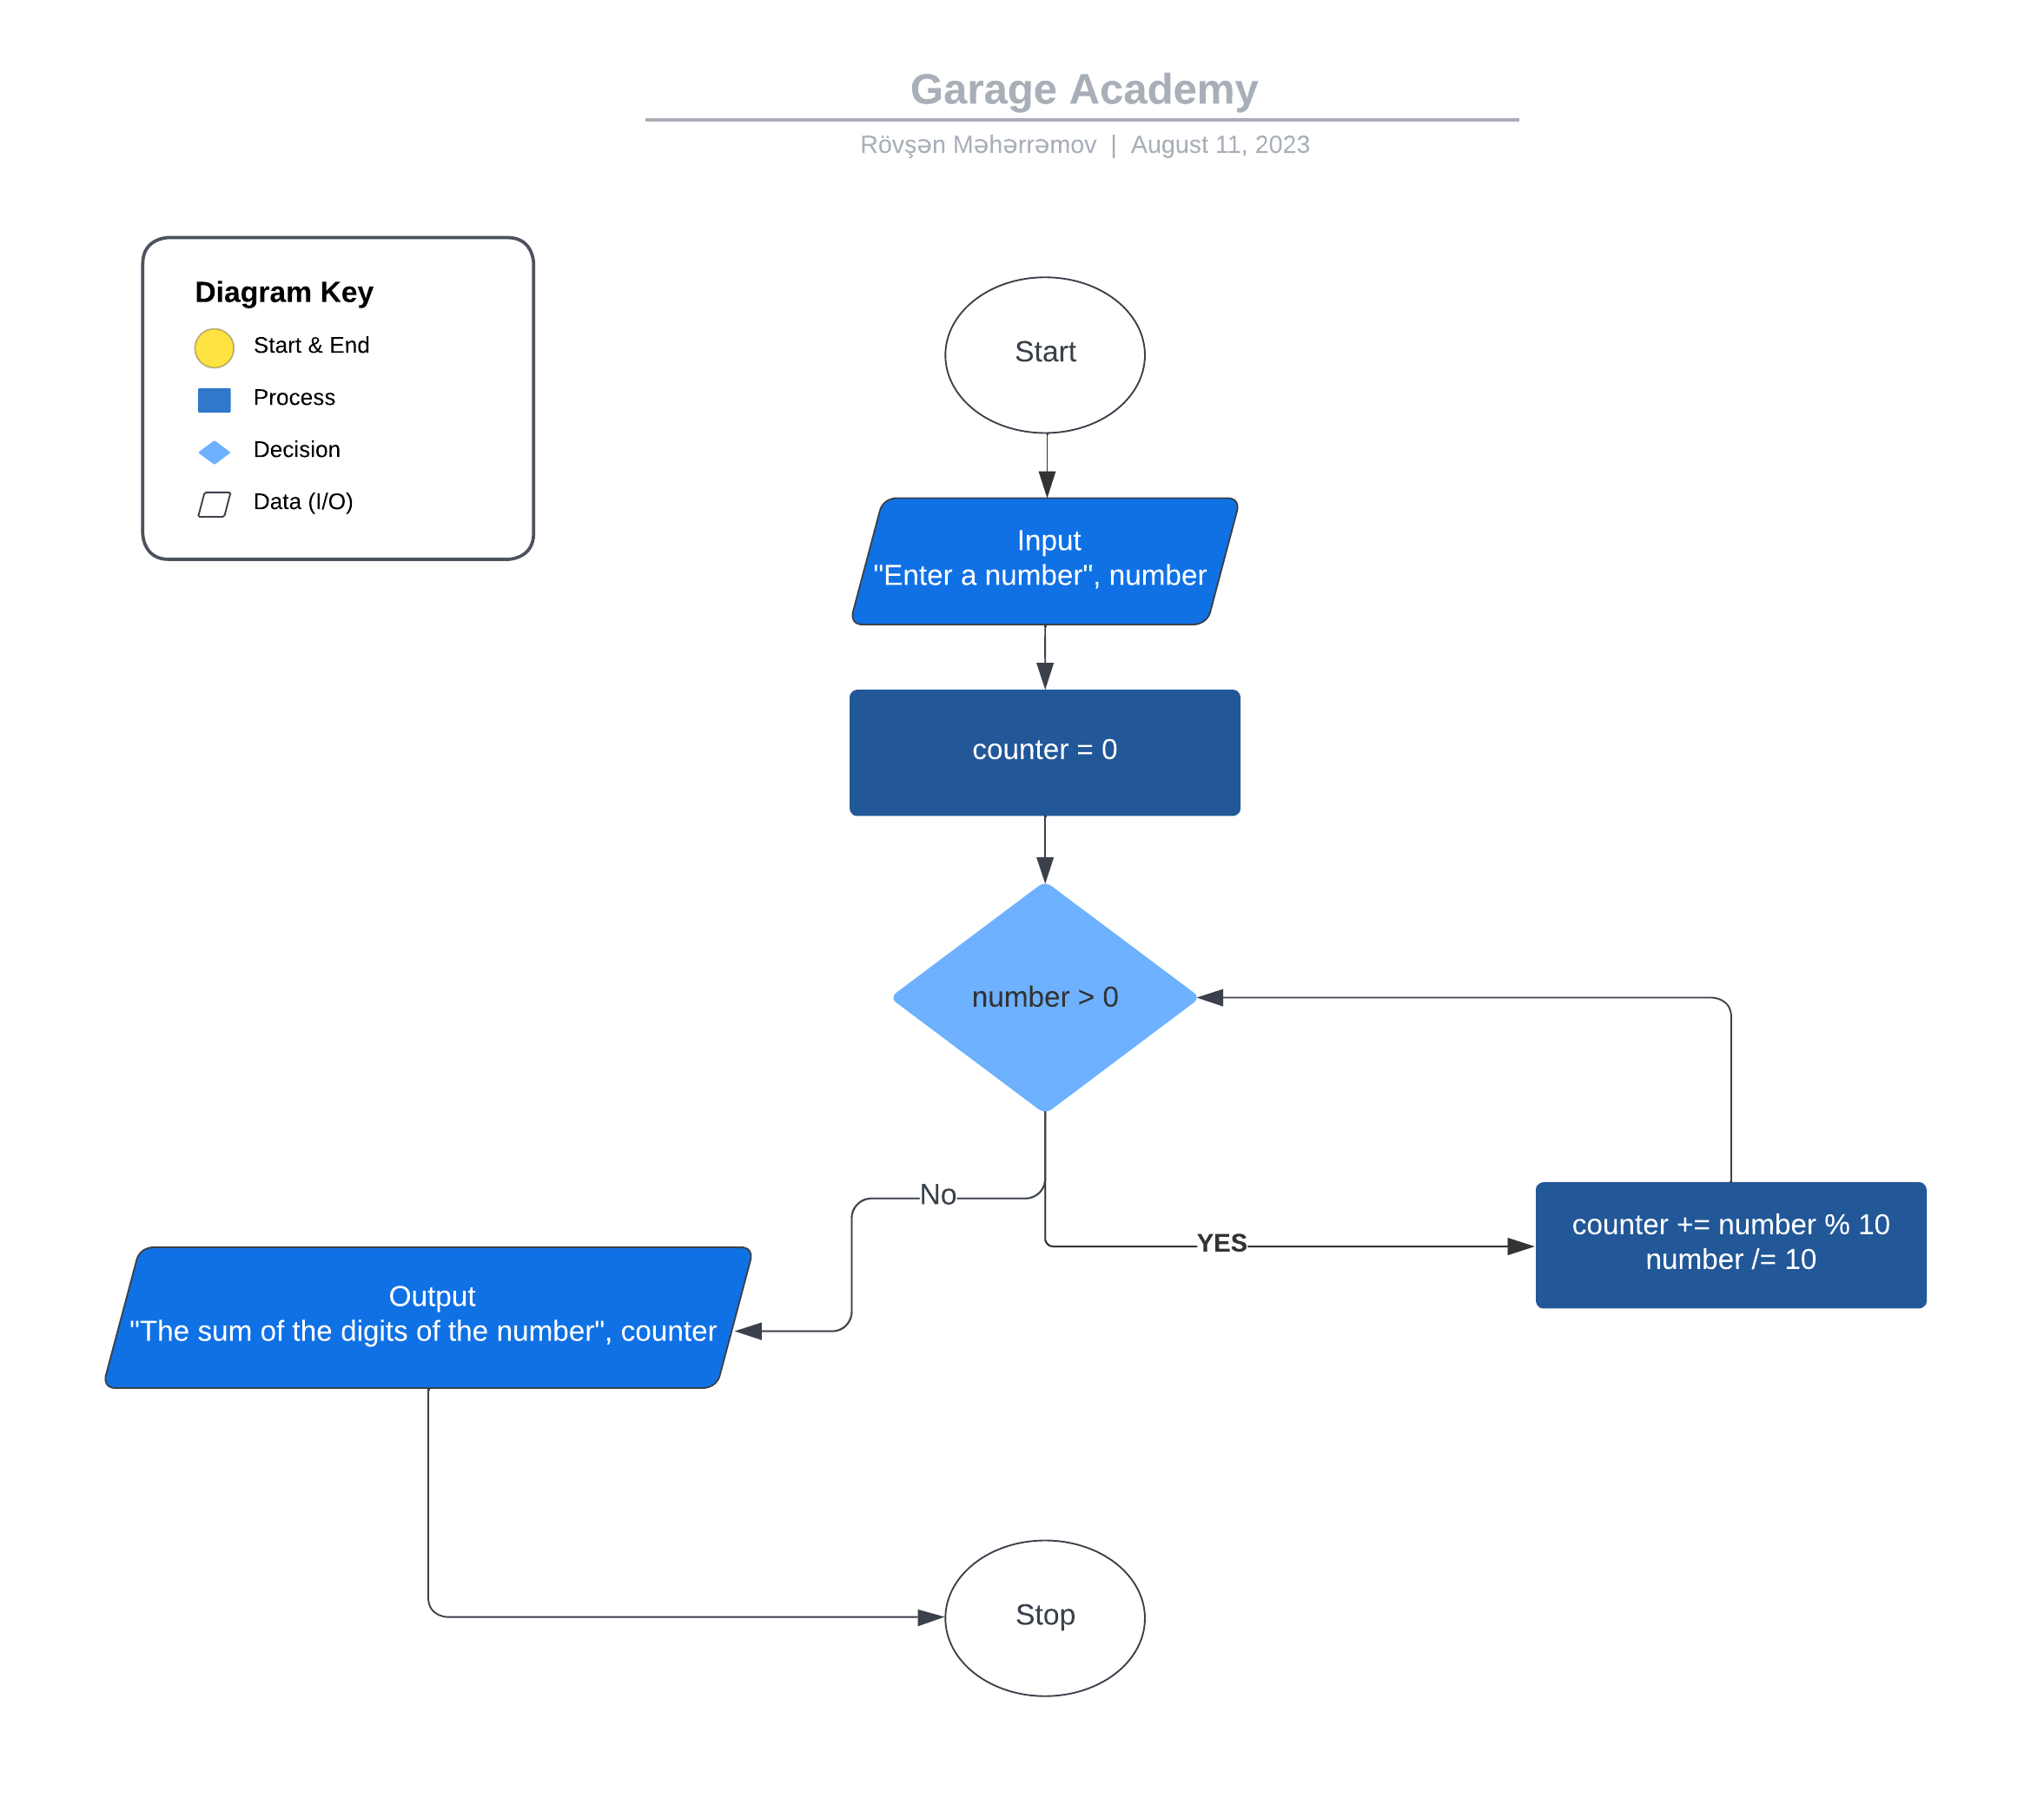 Garage Academy
Rövşən Məhərrəmov | August 11, 2023
Diagram Key
Start & End
Process
Decision
Data (I/O)
Start
Input
"Enter a number", number
counter = 0
number > 0
No
YES
counter += number % 10
number /= 10
Output
"The sum of the digits of the number", counter
Stop